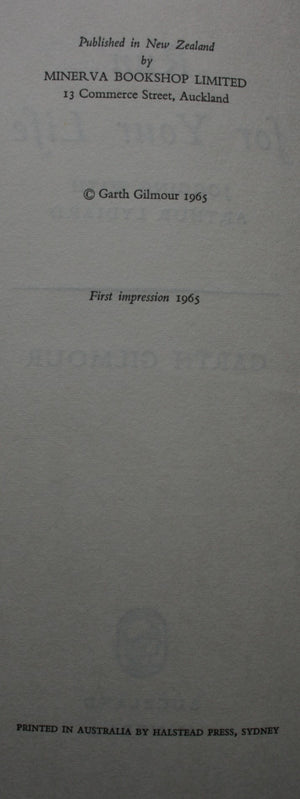 Published in New Zealand
by
MINERVA BOOKSHOP LIMITED
13 Commerce Street, Auckland
© Garth Gilmour 1965
First impression 1965
PRINTED IN AUSTRALIA BY HALSTEAD PRESS, SYDNEY